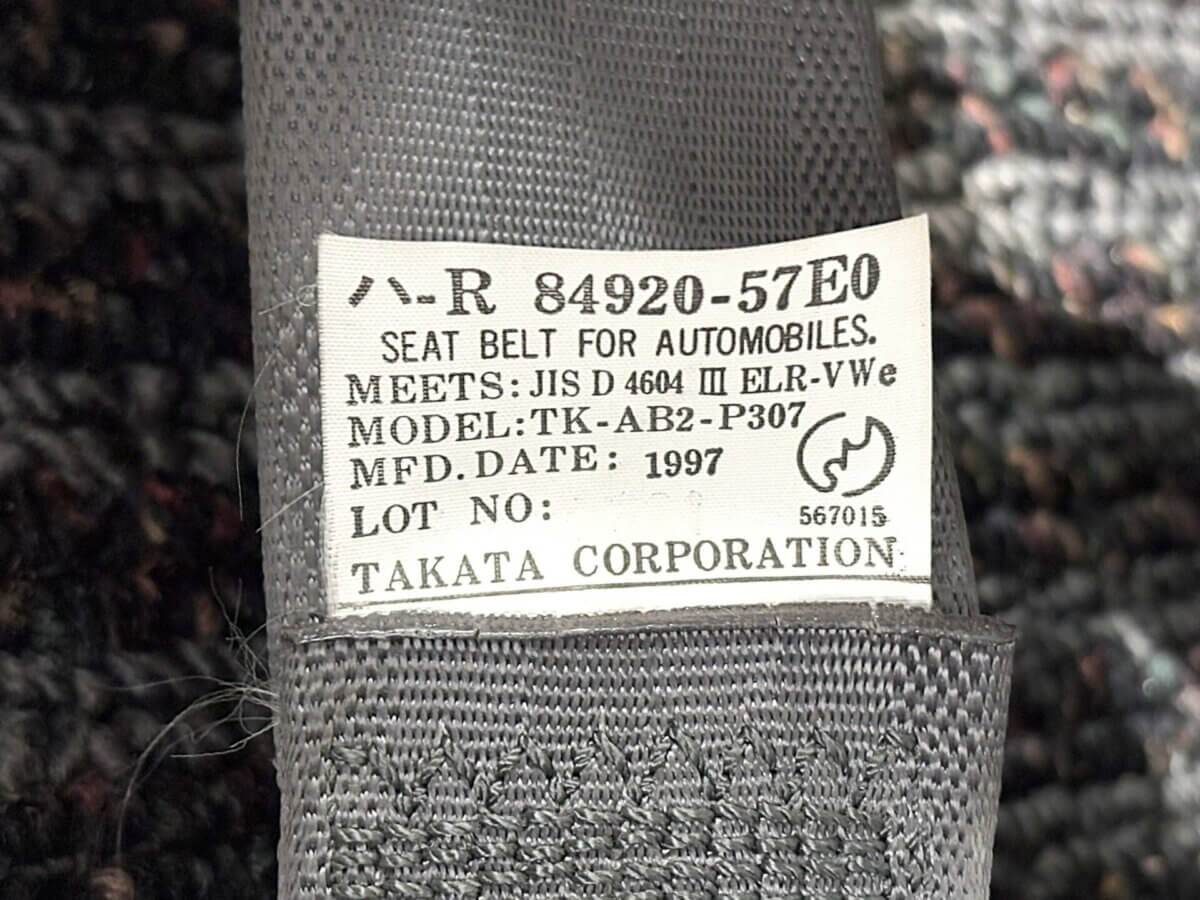 ハ-R 84920-57E0
SEAT BELT FOR AUTOMOBILES.
MEETS: JIS D 4604 III ELR-VWe
MODEL:TK-AB2-P307
MFD. DATE: 1997
LOT NO:
567015
TAKATA CORPORATION